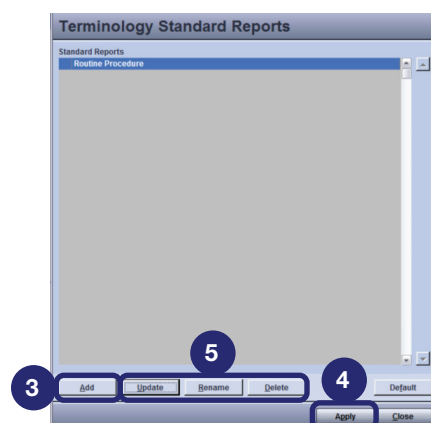 Terminology Standard Reports
Standard Reports
Routine Procedure
5
3 Add Update Rename Delete 4 Default
Apply Close